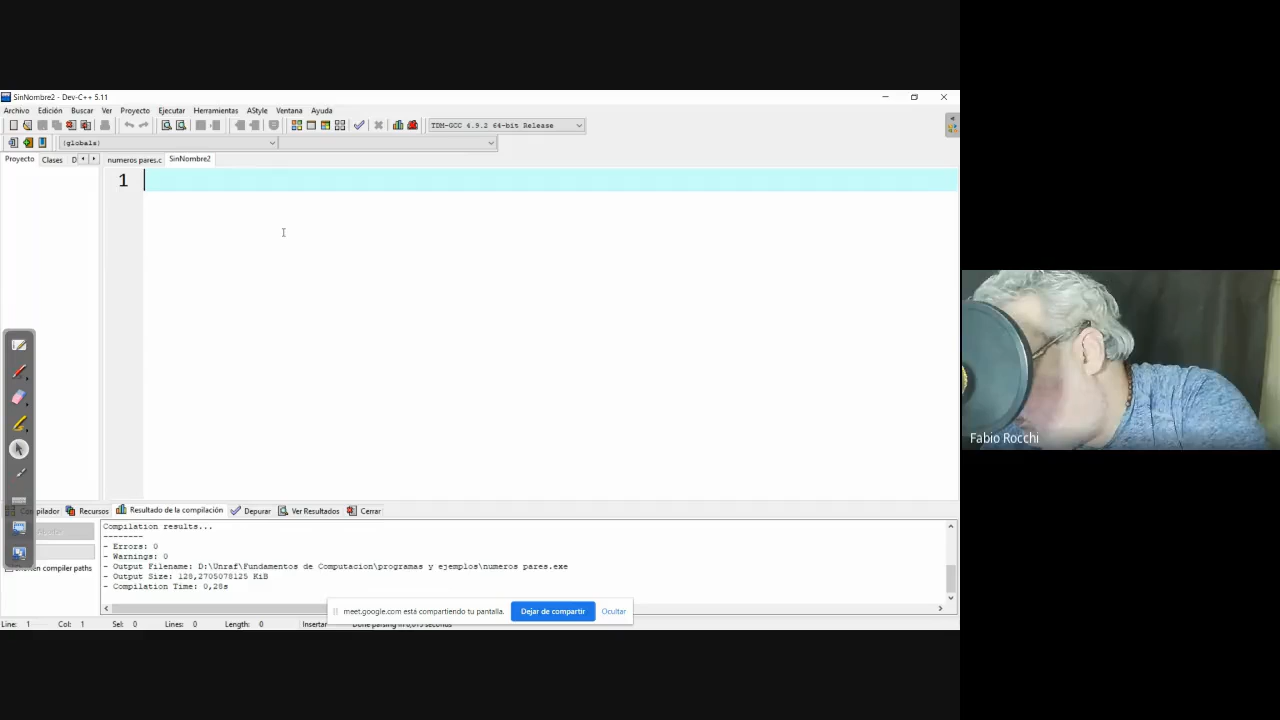 SinNombre2 - Dev-C++ 5.11
Archivo Edición Buscar Ver Proyecto Ejecutar Herramientas AStyle Ventana Ayuda
TDM-GCC 4.9.2 64-bit Release
(globals)
Proyecto Clases D numeros pares.c SinNombre2
1
Fabio Rocchi
pilador Recursos Resultado de la compilación Depurar Ver Resultados Cerrar
Compilation results...
--------
- Errors: 0
- Warnings: 0
- Output Filename: D:\Unraf\Fundamentos de Computacion\programas y ejemplos\numeros pares.exe
- Output Size: 128,2705078125 KiB
- Compilation Time: 0,28s
compiler paths
meet.google.com está compartiendo tu pantalla. Dejar de compartir Ocultar
Line: 1 Col: 1 Sel: 0 Lines: 0 Length: 0 Insertar